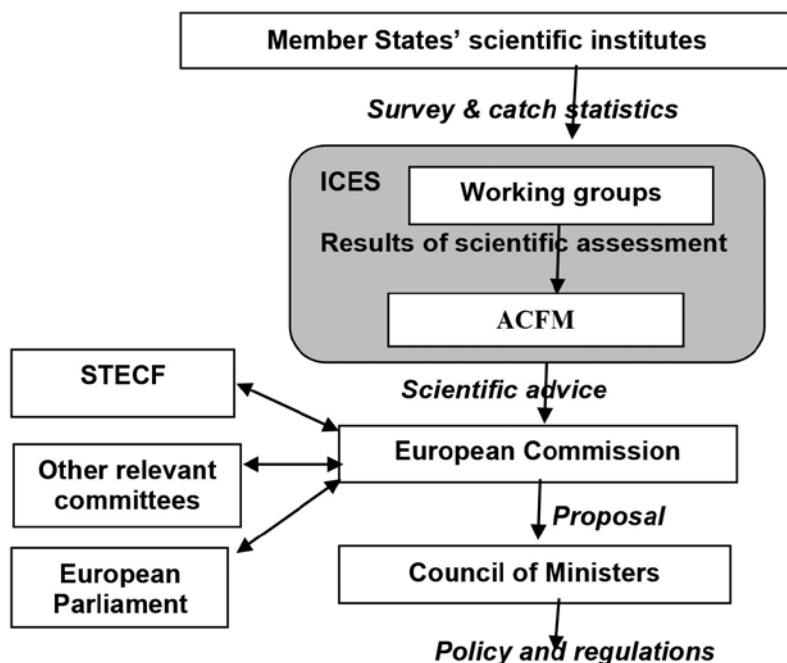 Member States' scientific institutes
Survey & catch statistics
ICES
Working groups
Results of scientific assessment
ACFM
Scientific advice
STECF
European Commission
Other relevant
committees
Proposal
European
Parliament
Council of Ministers
Policy and regulations